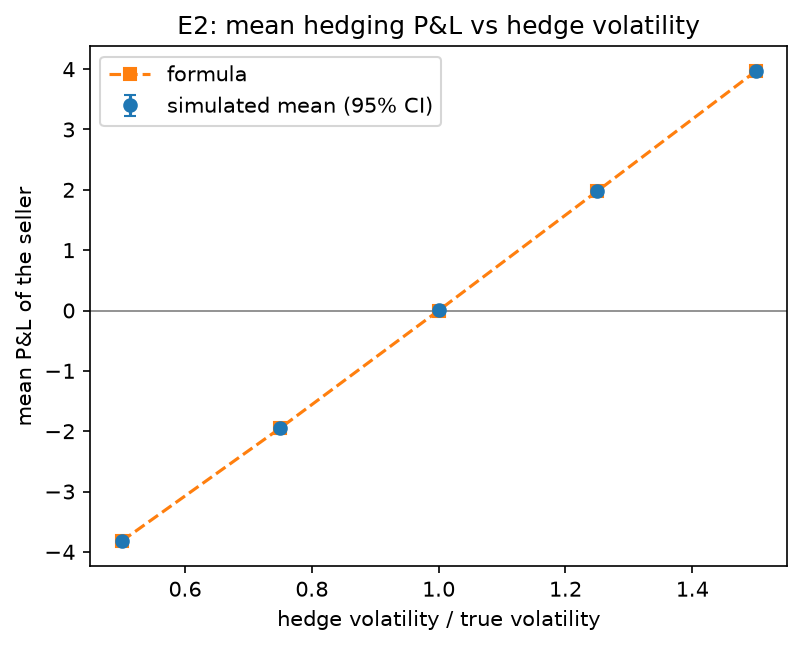 E2: mean hedging P&L vs hedge volatility
formula
simulated mean (95% CI)
mean P&L of the seller
4
3
2
1
0
−1
−2
−3
−4
0.6
0.8
1.0
1.2
1.4
hedge volatility / true volatility